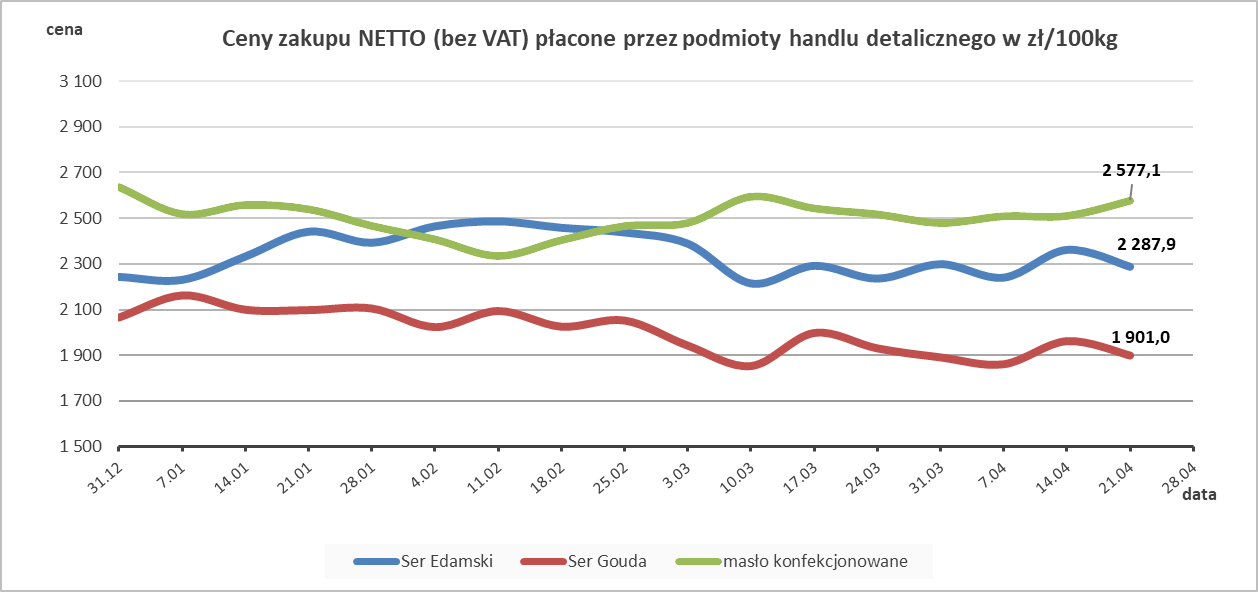 cena
Ceny zakupu NETTO (bez VAT) płacone przez podmioty handlu detalicznego w zł/100kg
3 100
2 900
2 700
2 500
2 300
2 100
1 900
1 700
1 500
2 577,1
2 287,9
1 901,0
31.12 7.01 14.01 21.01 28.01 4.02 11.02 18.02 25.02 3.03 10.03 17.03 24.03 31.03 7.04 14.04 21.04 28.04
data
Ser Edamski Ser Gouda masło konfekcjonowane